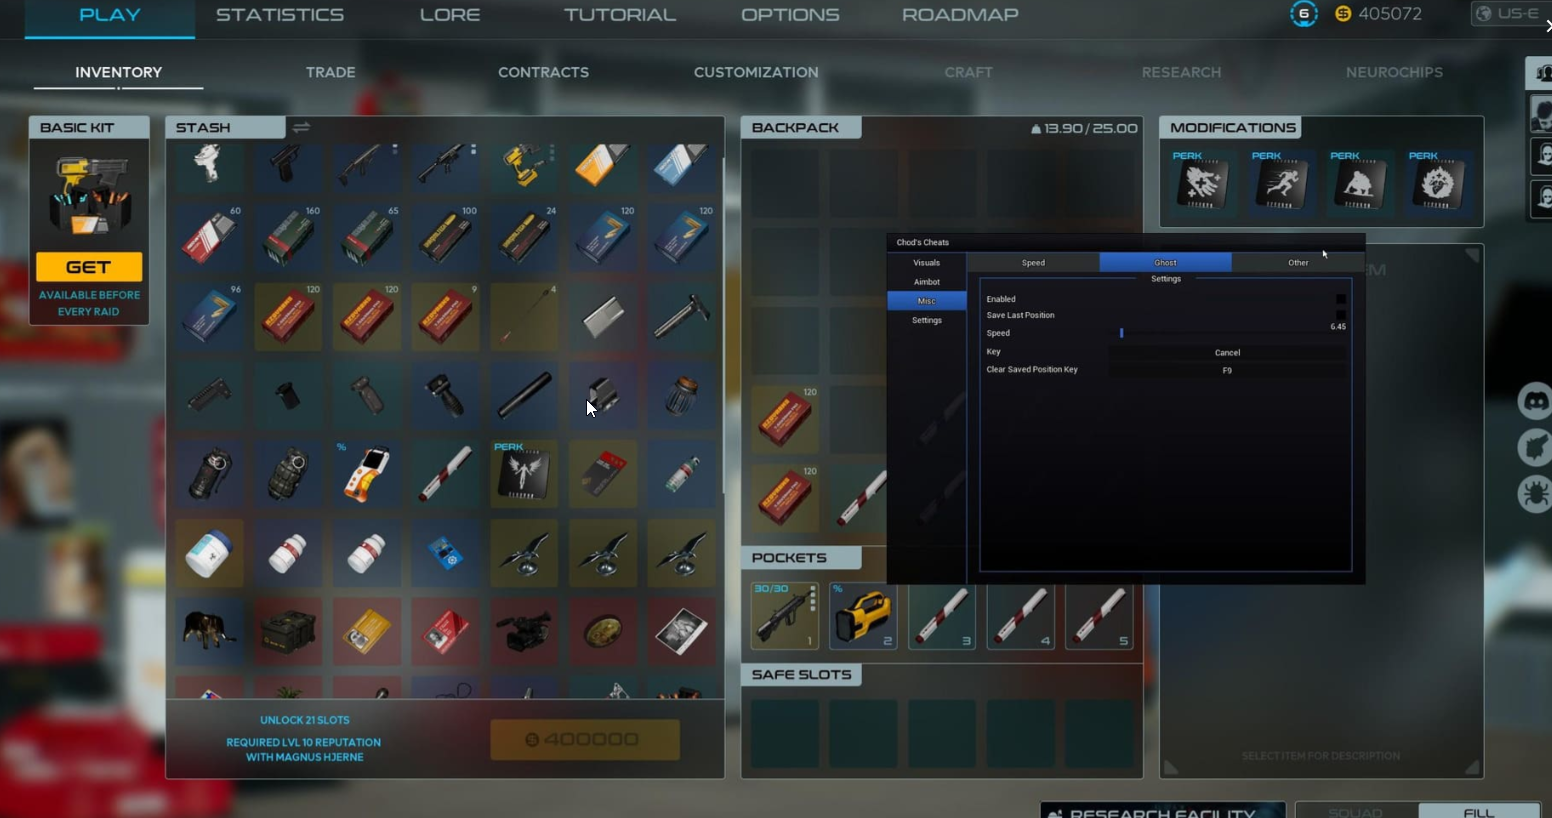 PLAY
STATISTICS
LORE
TUTORIAL
OPTIONS
ROADMAP
6
405072
US-E
INVENTORY
TRADE
CONTRACTS
CUSTOMIZATION
CRAFT
RESEARCH
NEUROCHIPS
BASIC KIT
GET
AVAILABLE BEFORE
EVERY RAID
STASH
60
160
65
100
24
120
120
96
120
120
9
4
%
PERK
UNLOCK 21 SLOTS
REQUIRED LVL 10 REPUTATION
WITH MAGNUS HJERNE
400000
BACKPACK
13.90/25.00
120
120
POCKETS
30/30
1
%
2
3
4
5
SAFE SLOTS
MODIFICATIONS
PERK
PERK
PERK
PERK
Chod's Cheats
Visuals
Aimbot
Misc
Settings
Speed
Ghost
Other
Settings
Enabled
Save Last Position
Speed
6.45
Key
Cancel
Clear Saved Position Key
F9
SELECT ITEM FOR DESCRIPTION
RESEARCH FACILITY
SQUAD
FILL